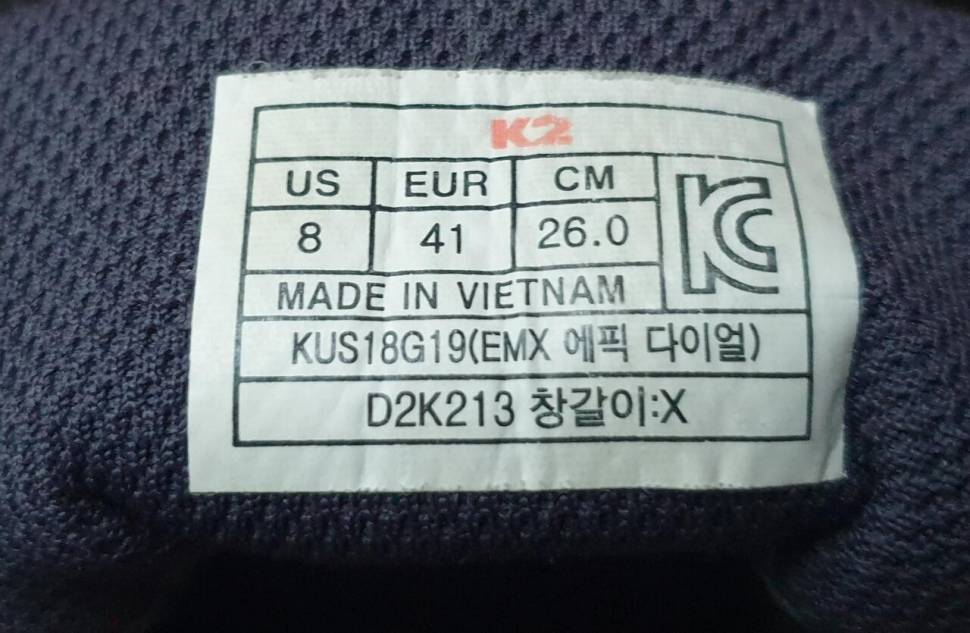 K2
US EUR CM
8 41 26.0
KC
MADE IN VIETNAM
KUS18G19(EMX 에픽 다이얼)
D2K213 창갈이:X